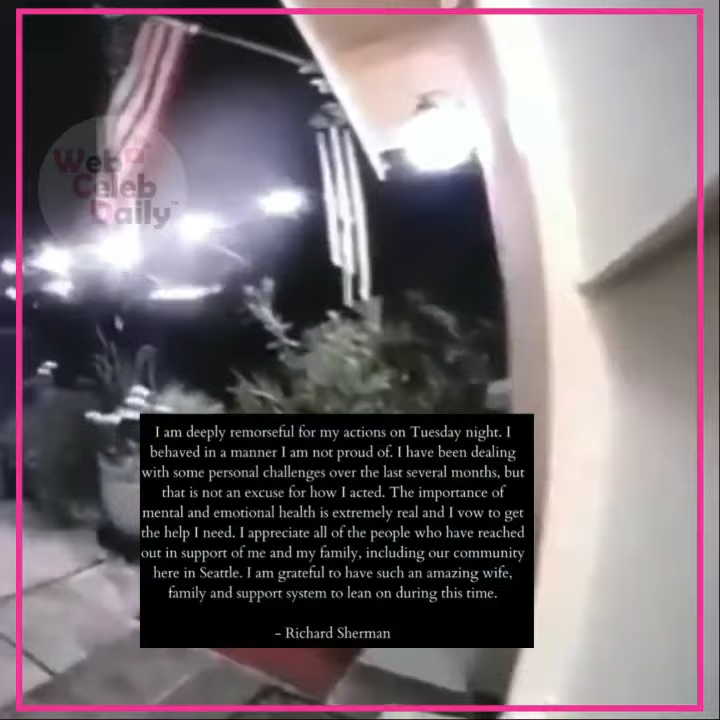 Web
Celeb
Daily™
I am deeply remorseful for my actions on Tuesday night. I
behaved in a manner I am not proud of. I have been dealing
with some personal challenges over the last several months, but
that is not an excuse for how I acted. The importance of
mental and emotional health is extremely real and I vow to get
the help I need. I appreciate all of the people who have reached
out in support of me and my family, including our community
here in Seattle. I am grateful to have such an amazing wife,
family and support system to lean on during this time.
- Richard Sherman